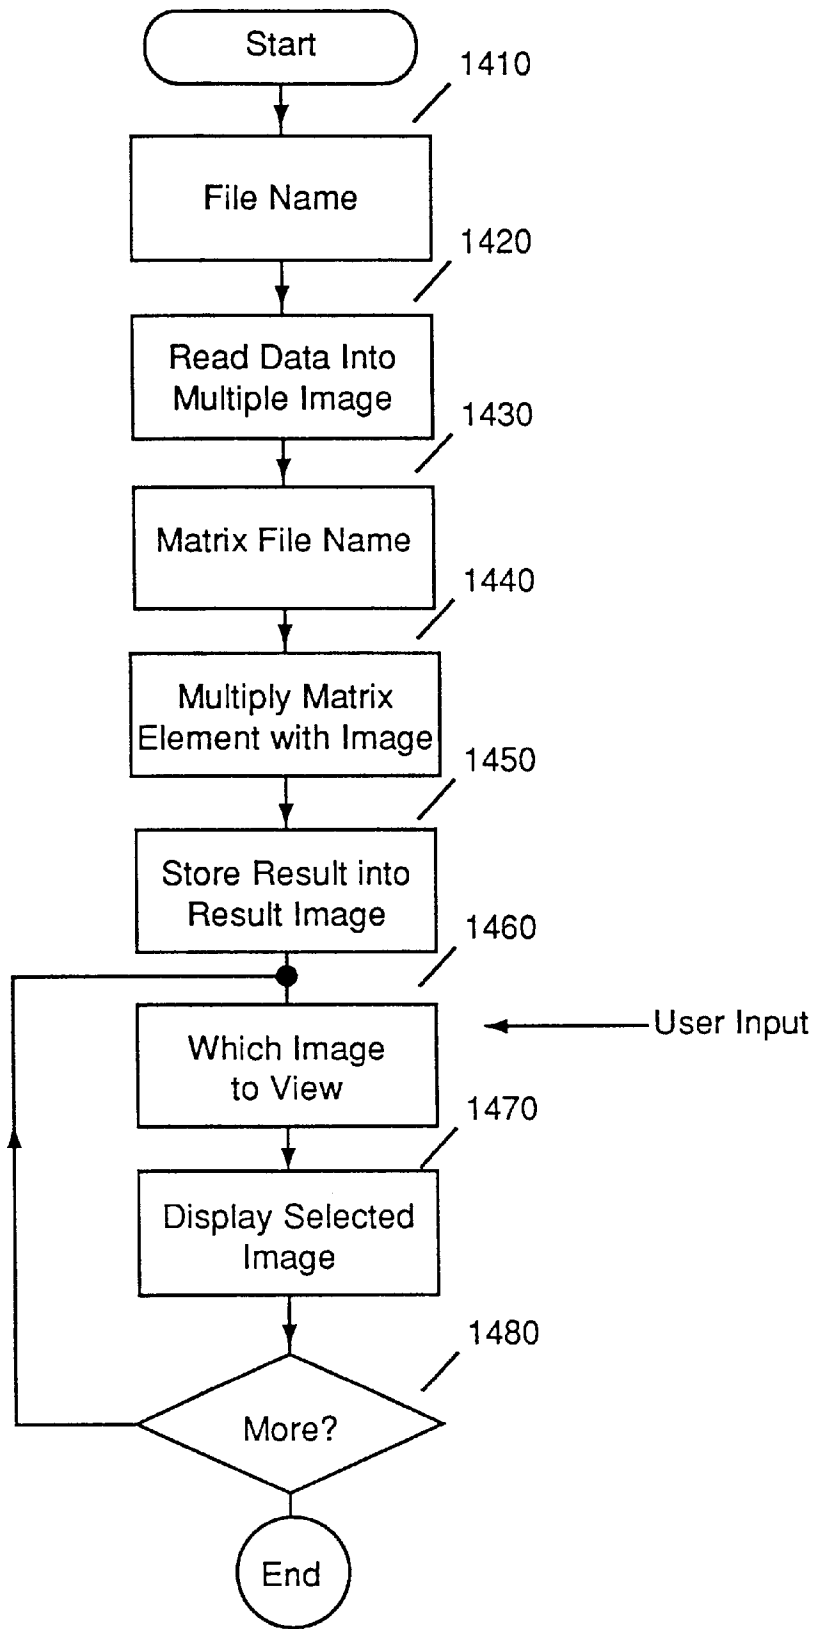 Start
1410
File Name
1420
Read Data Into
Multiple Image
1430
Matrix File Name
1440
Multiply Matrix
Element with Image
1450
Store Result into
Result Image
1460
User Input
Which Image
to View
1470
Display Selected
Image
1480
More?
End